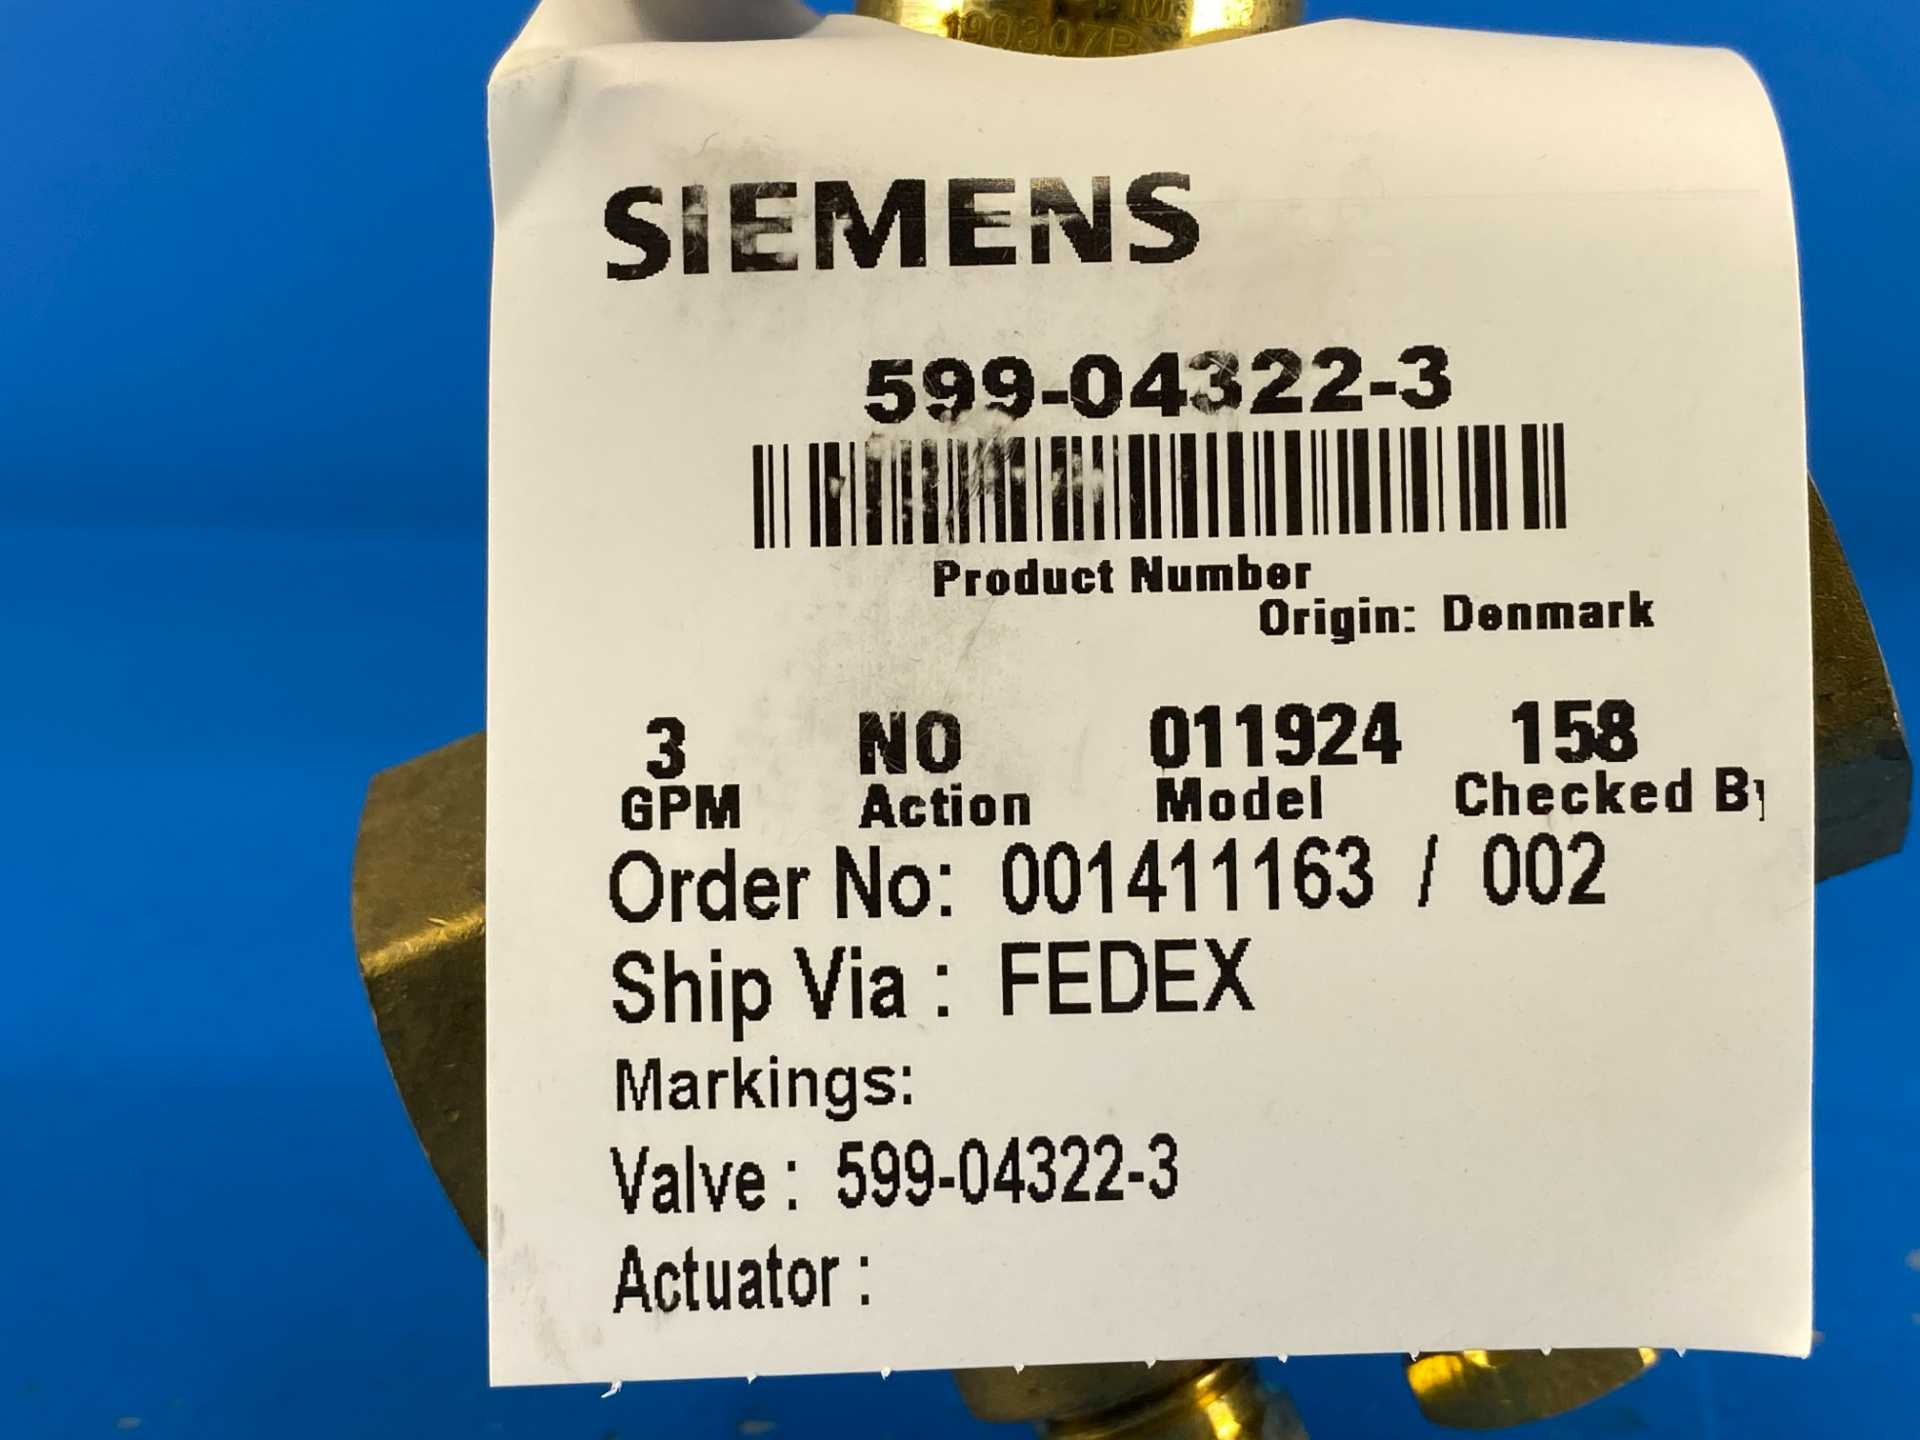 190307P
SIEMENS
599-04322-3
Product Number
Origin: Denmark
3 NO 011924 158
GPM Action Model Checked By
Order No: 001411163 / 002
Ship Via : FEDEX
Markings:
Valve : 599-04322-3
Actuator :